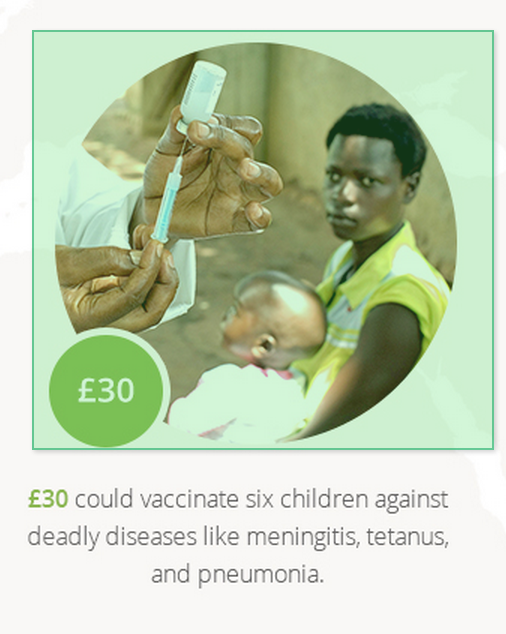 £30
£30 could vaccinate six children against
deadly diseases like meningitis, tetanus,
and pneumonia.